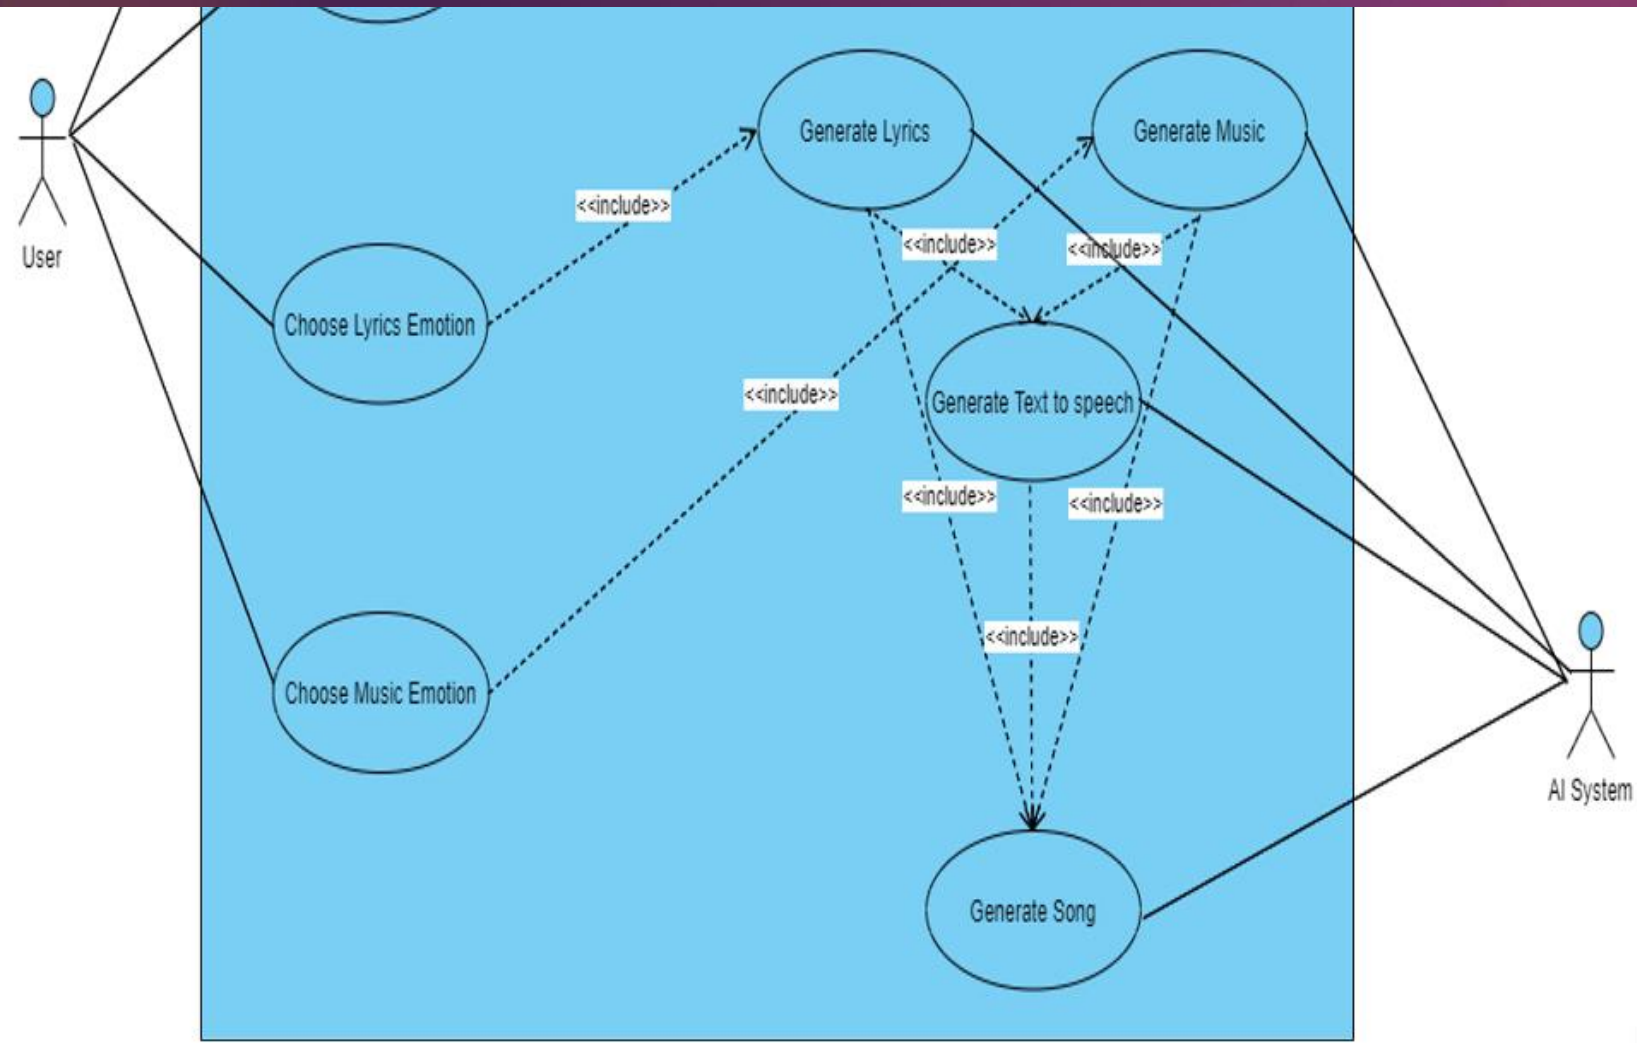 Generate Lyrics
Generate Music
<<include>>
<<include>>
<<include>>
User
Choose Lyrics Emotion
<<include>>
Generate Text to speech
<<include>>
<<include>>
<<include>>
Choose Music Emotion
AI System
Generate Song